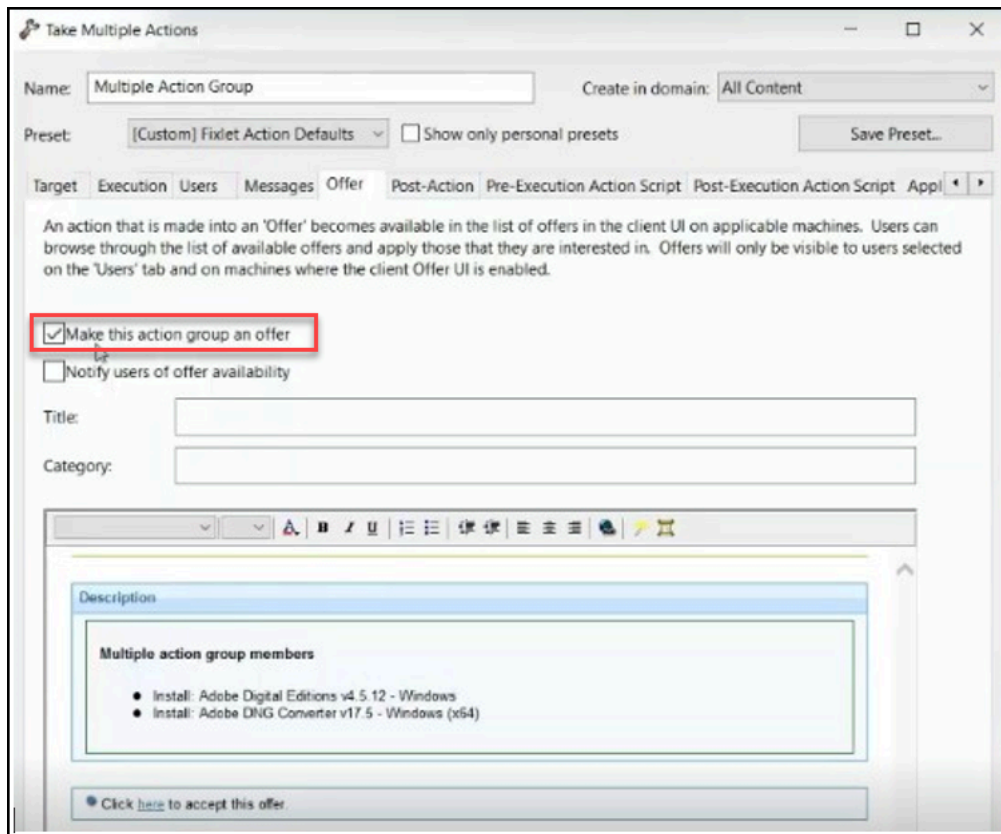 Take Multiple Actions
Name: Multiple Action Group Create in domain: All Content
Preset: [Custom] Fixlet Action Defaults Show only personal presets Save Preset...
Target Execution Users Messages Offer Post-Action Pre-Execution Action Script Post-Execution Action Script Appl
An action that is made into an 'Offer' becomes available in the list of offers in the client UI on applicable machines. Users can
browse through the list of available offers and apply those that they are interested in. Offers will only be visible to users selected
on the 'Users' tab and on machines where the client Offer UI is enabled.
Make this action group an offer
Notify users of offer availability
Title:
Category:
A B I U
Description
Multiple action group members
● Install: Adobe Digital Editions v4.5.12 - Windows
● Install: Adobe DNG Converter v17.5 - Windows (x64)
Click here to accept this offer.